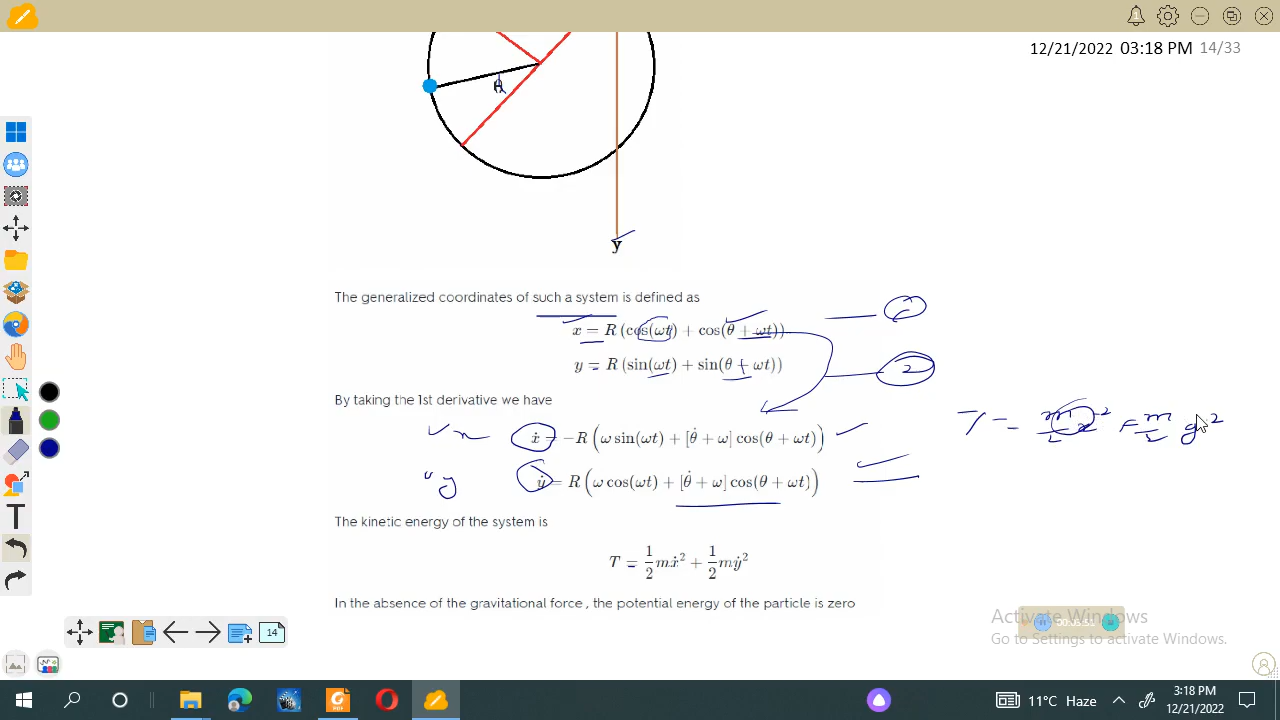 12/21/2022 03:18 PM 14/33
R
y
The generalized coordinates of such a system is defined as
x = R (cos(ωt) + cos(θ + ωt))
y = R (sin(ωt) + sin(θ + ωt))
2
By taking the 1st derivative we have
ẋ = −R (ω sin(ωt) + [θ̇ + ω] cos(θ + ωt))
x
ẏ = R (ω cos(ωt) + [θ̇ + ω] cos(θ + ωt))
y
The kinetic energy of the system is
T = 1/2 mẋ² + 1/2 mẏ²
In the absence of the gravitational force , the potential energy of the particle is zero
Activate Windows
Go to Settings to activate Windows.
14
11°C Haze
3:18 PM
12/21/2022